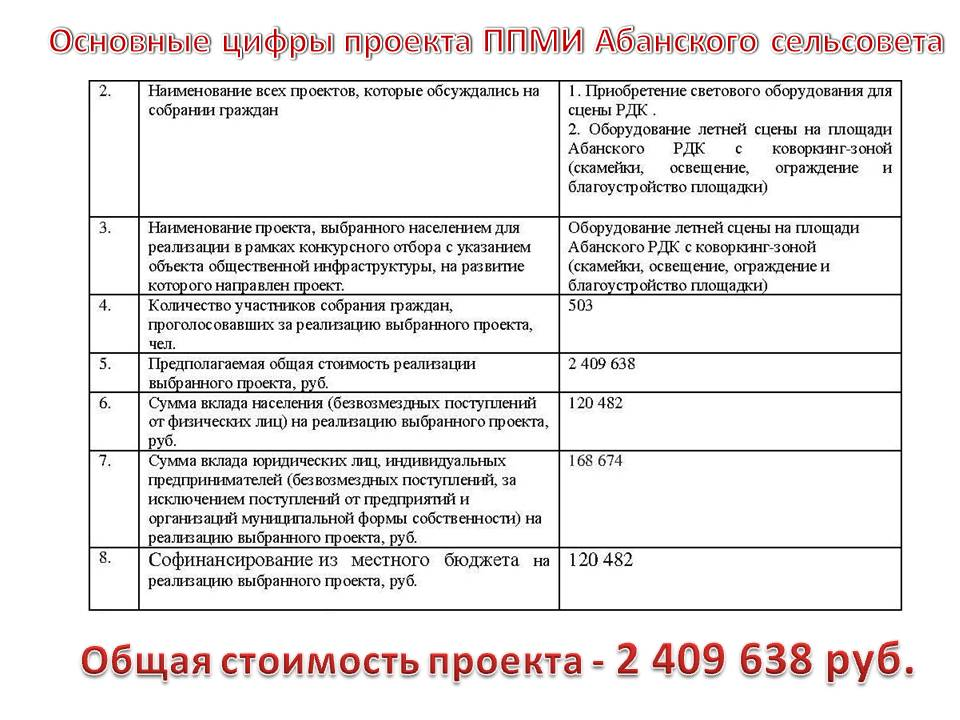 Основные цифры проекта ППМИ Абанского сельсовета
2.
Наименование всех проектов, которые обсуждались на
собрании граждан
1. Приобретение светового оборудования для
сцены РДК .
2. Оборудование летней сцены на площади
Абанского РДК с коворкинг-зоной
(скамейки, освещение, ограждение и
благоустройство площадки)
3.
Наименование проекта, выбранного населением для
реализации в рамках конкурсного отбора с указанием
объекта общественной инфраструктуры, на развитие
которого направлен проект.
Оборудование летней сцены на площади
Абанского РДК с коворкинг-зоной
(скамейки, освещение, ограждение и
благоустройство площадки)
4.
Количество участников собрания граждан,
проголосовавших за реализацию выбранного проекта,
чел.
503
5.
Предполагаемая общая стоимость реализации
выбранного проекта, руб.
2 409 638
6.
Сумма вклада населения (безвозмездных поступлений
от физических лиц) на реализацию выбранного проекта,
руб.
120 482
7.
Сумма вклада юридических лиц, индивидуальных
предпринимателей (безвозмездных поступлений, за
исключением поступлений от предприятий и
организаций муниципальной формы собственности) на
реализацию выбранного проекта, руб.
168 674
8.
Софинансирование из местного бюджета на
реализацию выбранного проекта, руб.
120 482
Общая стоимость проекта - 2 409 638 руб.